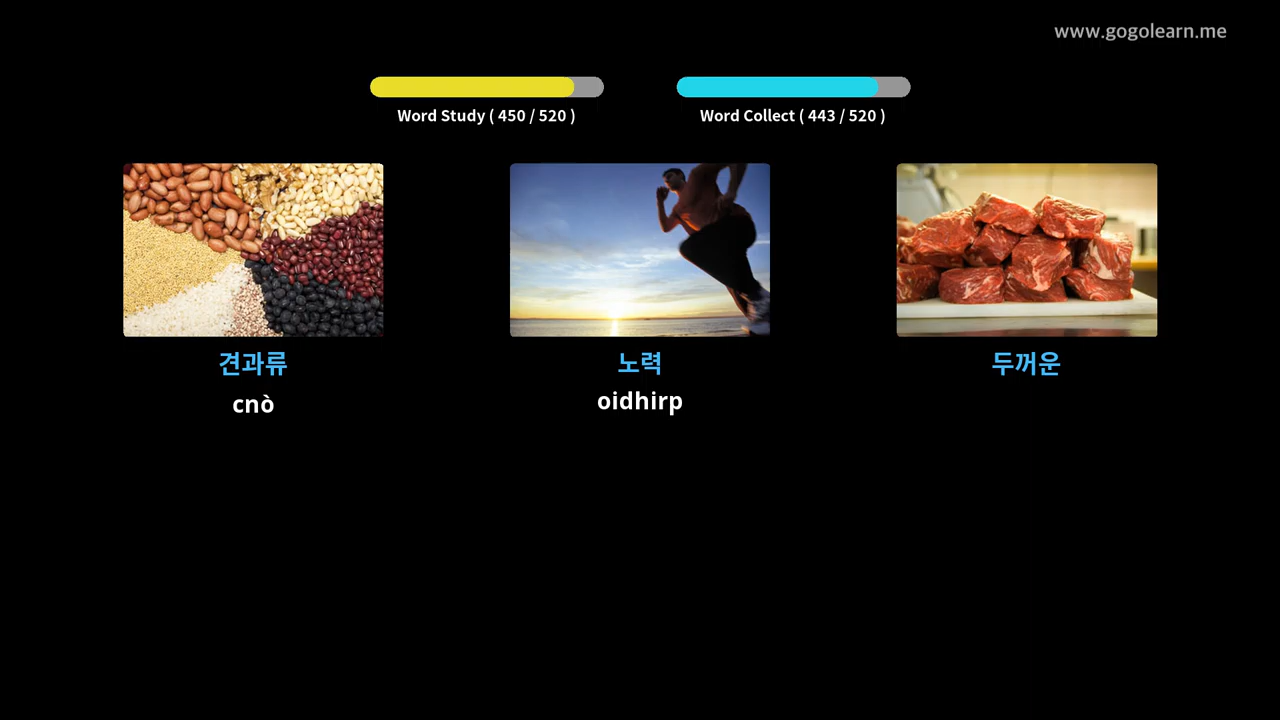 www.gogolearn.me
Word Study ( 450 / 520 )
Word Collect ( 443 / 520 )
견과류
노력
두꺼운
cnò
oidhirp